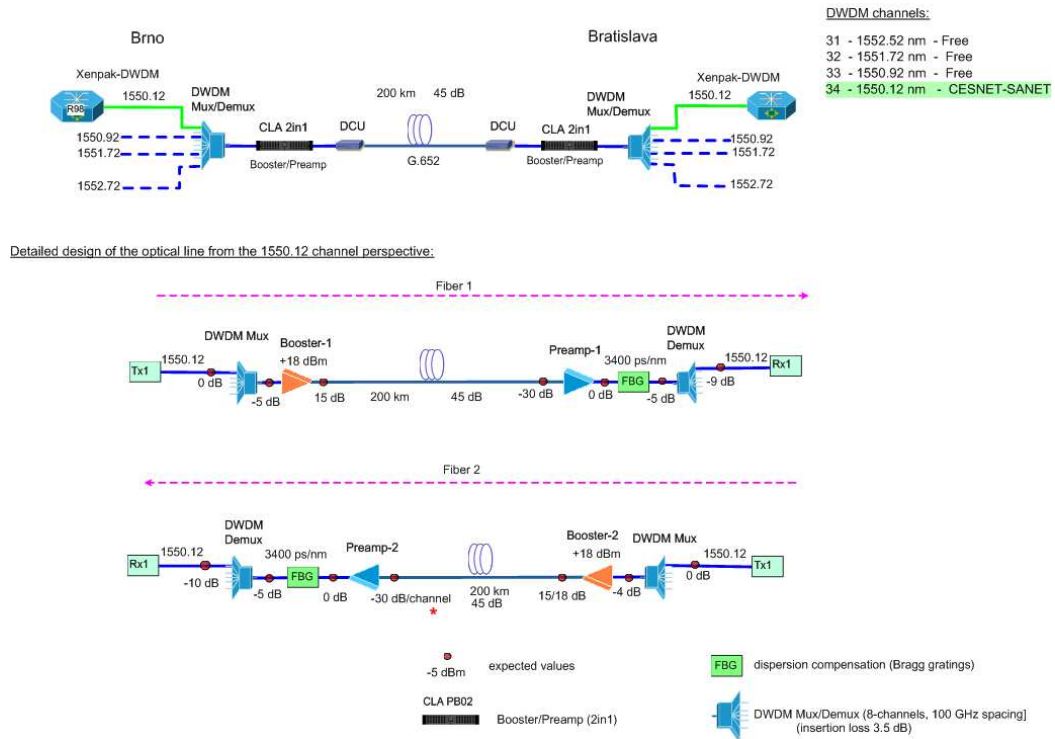 Brno
Bratislava
DWDM channels:
31 - 1552.52 nm - Free
32 - 1551.72 nm - Free
33 - 1550.92 nm - Free
34 - 1550.12 nm - CESNET-SANET
Xenpak-DWDM
R98
1550.12
DWDM
Mux/Demux
1550.92
1551.72
1552.72
CLA 2in1
Booster/Preamp
DCU
200 km 45 dB
G.652
DCU
CLA 2in1
Booster/Preamp
DWDM
Mux/Demux
Xenpak-DWDM
1550.12
1550.92
1551.72
1552.72
Detailed design of the optical line from the 1550.12 channel perspective:
Fiber 1
Tx1
1550.12
0 dB
DWDM Mux
-5 dB
Booster-1
+18 dBm
15 dB
200 km 45 dB
-30 dB
Preamp-1
0 dB
3400 ps/nm
FBG
-5 dB
DWDM
Demux
1550.12
-9 dB
Rx1
Fiber 2
Rx1
1550.12
-10 dB
DWDM
Demux
-5 dB
3400 ps/nm
FBG
0 dB
Preamp-2
-30 dB/channel
*
200 km
45 dB
15/18 dB
Booster-2
+18 dBm
-4 dB
DWDM Mux
1550.12
0 dB
Tx1
-5 dBm
expected values
CLA PB02
Booster/Preamp (2in1)
FBG
dispersion compensation (Bragg gratings)
DWDM Mux/Demux (8-channels, 100 GHz spacing]
(insertion loss 3.5 dB)